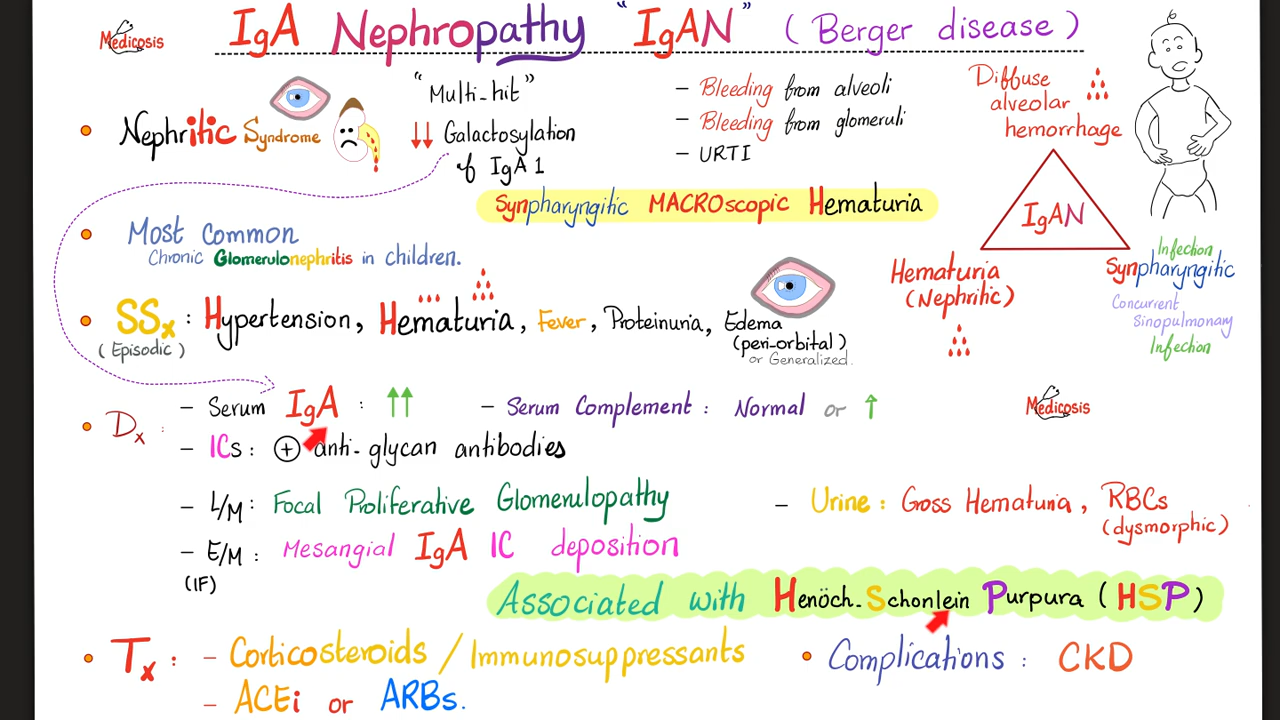 Medicosis
IgA Nephropathy "IgAN" ( Berger disease )
• Nephritic Syndrome
"Multi-hit"
↓↓ Galactosylation
of IgA 1
- Bleeding from alveoli
- Bleeding from glomeruli
- URTI
Synpharyngitic MACROscopic Hematuria
Diffuse
alveolar
hemorrhage
IgAN
Hematuria
(Nephritic)
Infection
Synpharyngitic
Concurrent
Sinopulmonary
Infection
• Most Common
Chronic Glomerulonephritis in children.
• SSx : Hypertension, Hematuria, Fever, Proteinuria, Edema
(peri-orbital)
or Generalized.
( Episodic )
• Dx :
- Serum IgA : ↑↑
- Serum Complement : Normal or ↑
Medicosis
- ICs : ⊕ anti-glycan antibodies
- L/M : Focal Proliferative Glomerulopathy
- Urine : Gross Hematuria, RBCs
(dysmorphic)
- E/M : Mesangial IgA IC deposition
(IF)
Associated with Henöch-Schonlein Purpura ( HSP )
• Tx : - Corticosteroids / Immunosuppressants
- ACEi or ARBs.
• Complications : CKD